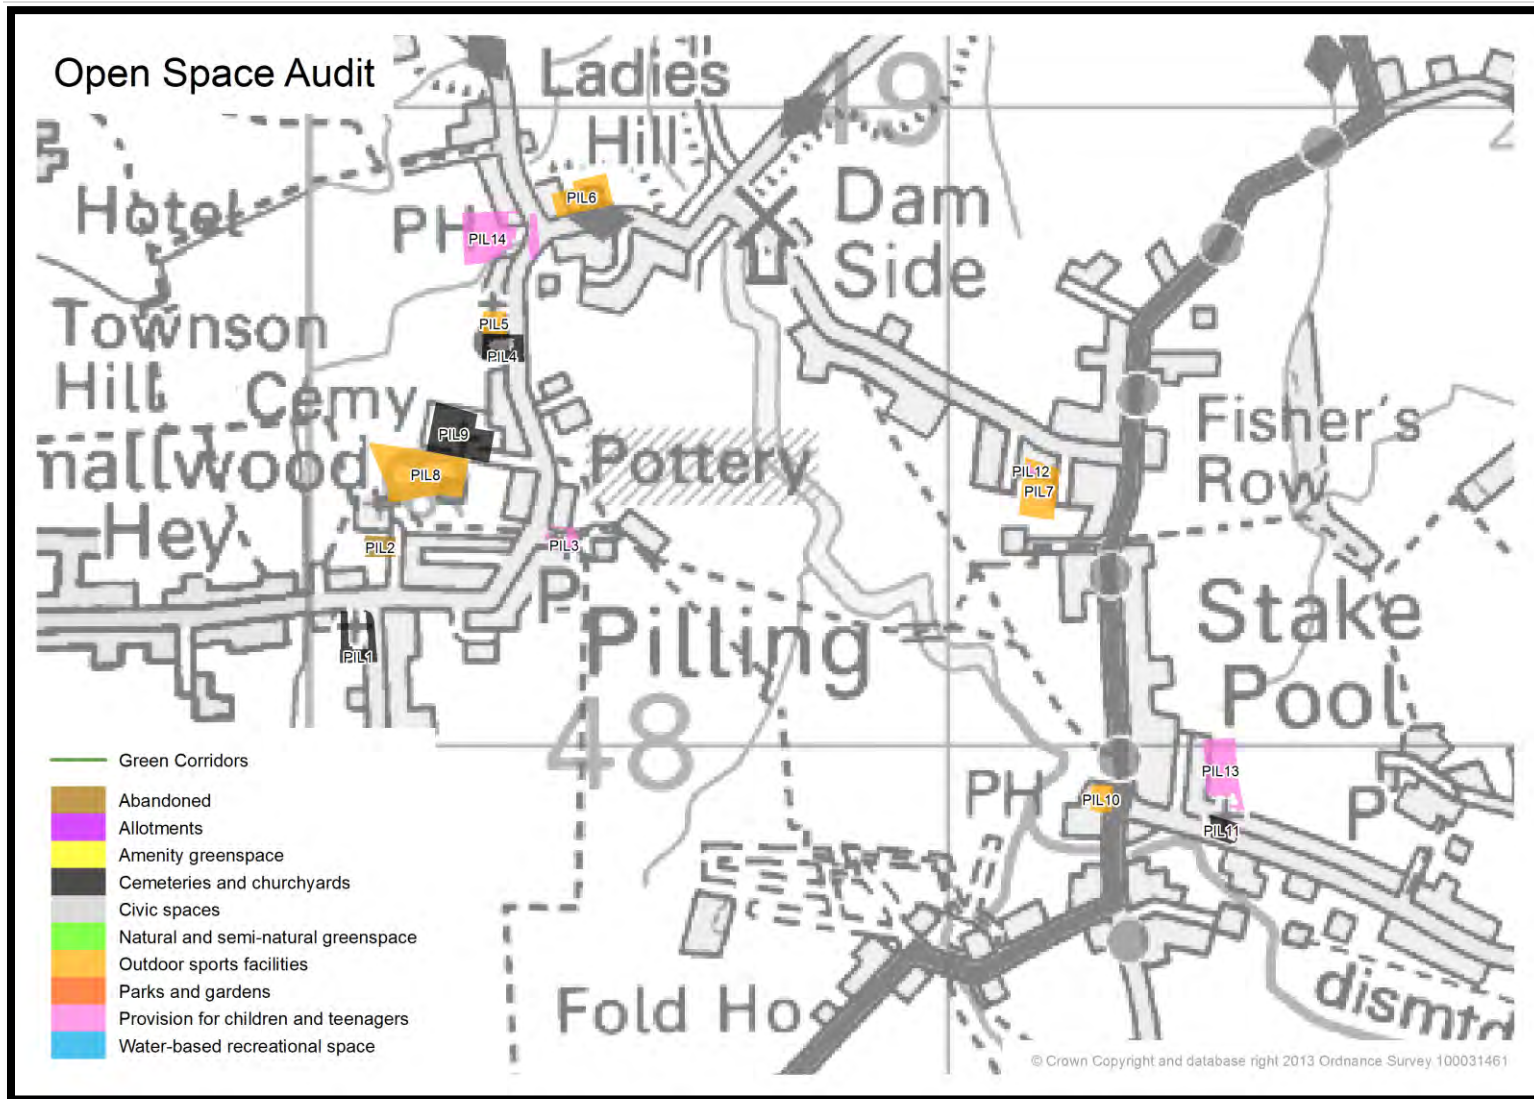 Open Space Audit
Ladies
Hill
49
Hotel
PH
PIL14
PIL6
Dam
Side
Townson
Hill
PIL5
PIL4
Cemy
PIL9
PIL8
mallwood
Hey
Pottery
PIL12
PIL7
Fisher's
Row
PIL2
PIL3
P
PIL1
Pilling
48
Stake
Pool
PH
PIL10
PIL13
PIL11
P
Fold Ho
dismtd
Green Corridors
Abandoned
Allotments
Amenity greenspace
Cemeteries and churchyards
Civic spaces
Natural and semi-natural greenspace
Outdoor sports facilities
Parks and gardens
Provision for children and teenagers
Water-based recreational space
© Crown Copyright and database right 2013 Ordnance Survey 100031461